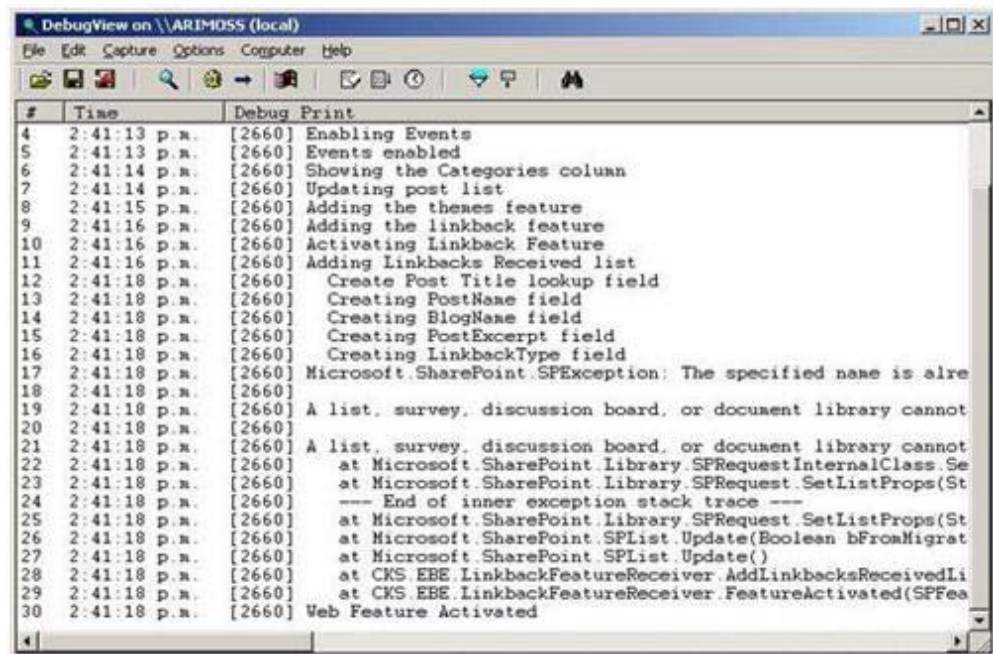 DebugView on \\ARIMOSS (local)
File Edit Capture Options Computer Help
# Time Debug Print
4 2:41:13 p.m. [2660] Enabling Events
5 2:41:13 p.m. [2660] Events enabled
6 2:41:14 p.m. [2660] Showing the Categories column
7 2:41:14 p.m. [2660] Updating post list
8 2:41:15 p.m. [2660] Adding the themes feature
9 2:41:16 p.m. [2660] Adding the linkback feature
10 2:41:16 p.m. [2660] Activating Linkback Feature
11 2:41:16 p.m. [2660] Adding Linkbacks Received list
12 2:41:18 p.m. [2660] Create Post Title lookup field
13 2:41:18 p.m. [2660] Creating PostName field
14 2:41:18 p.m. [2660] Creating BlogName field
15 2:41:18 p.m. [2660] Creating PostExcerpt field
16 2:41:18 p.m. [2660] Creating LinkbackType field
17 2:41:18 p.m. [2660] Microsoft.SharePoint.SPException: The specified name is alre
18 2:41:18 p.m. [2660]
19 2:41:18 p.m. [2660] A list, survey, discussion board, or document library cannot
20 2:41:18 p.m. [2660]
21 2:41:18 p.m. [2660] A list, survey, discussion board, or document library cannot
22 2:41:18 p.m. [2660] at Microsoft.SharePoint.Library.SPRequestInternalClass.Se
23 2:41:18 p.m. [2660] at Microsoft.SharePoint.Library.SPRequest.SetListProps(St
24 2:41:18 p.m. [2660] --- End of inner exception stack trace ---
25 2:41:18 p.m. [2660] at Microsoft.SharePoint.Library.SPRequest.SetListProps(St
26 2:41:18 p.m. [2660] at Microsoft.SharePoint.SPList.Update(Boolean bFromMigrat
27 2:41:18 p.m. [2660] at Microsoft.SharePoint.SPList.Update()
28 2:41:18 p.m. [2660] at CKS.EBE.LinkbackFeatureReceiver.AddLinkbacksReceivedLi
29 2:41:18 p.m. [2660] at CKS.EBE.LinkbackFeatureReceiver.FeatureActivated(SPFea
30 2:41:18 p.m. [2660] Web Feature Activated